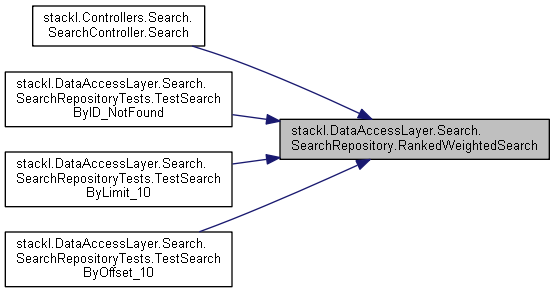 stackl.Controllers.Search.
SearchController.Search
stackl.DataAccessLayer.Search.
SearchRepositoryTests.TestSearch
ByID_NotFound
stackl.DataAccessLayer.Search.
SearchRepository.RankedWeightedSearch
stackl.DataAccessLayer.Search.
SearchRepositoryTests.TestSearch
ByLimit_10
stackl.DataAccessLayer.Search.
SearchRepositoryTests.TestSearch
ByOffset_10